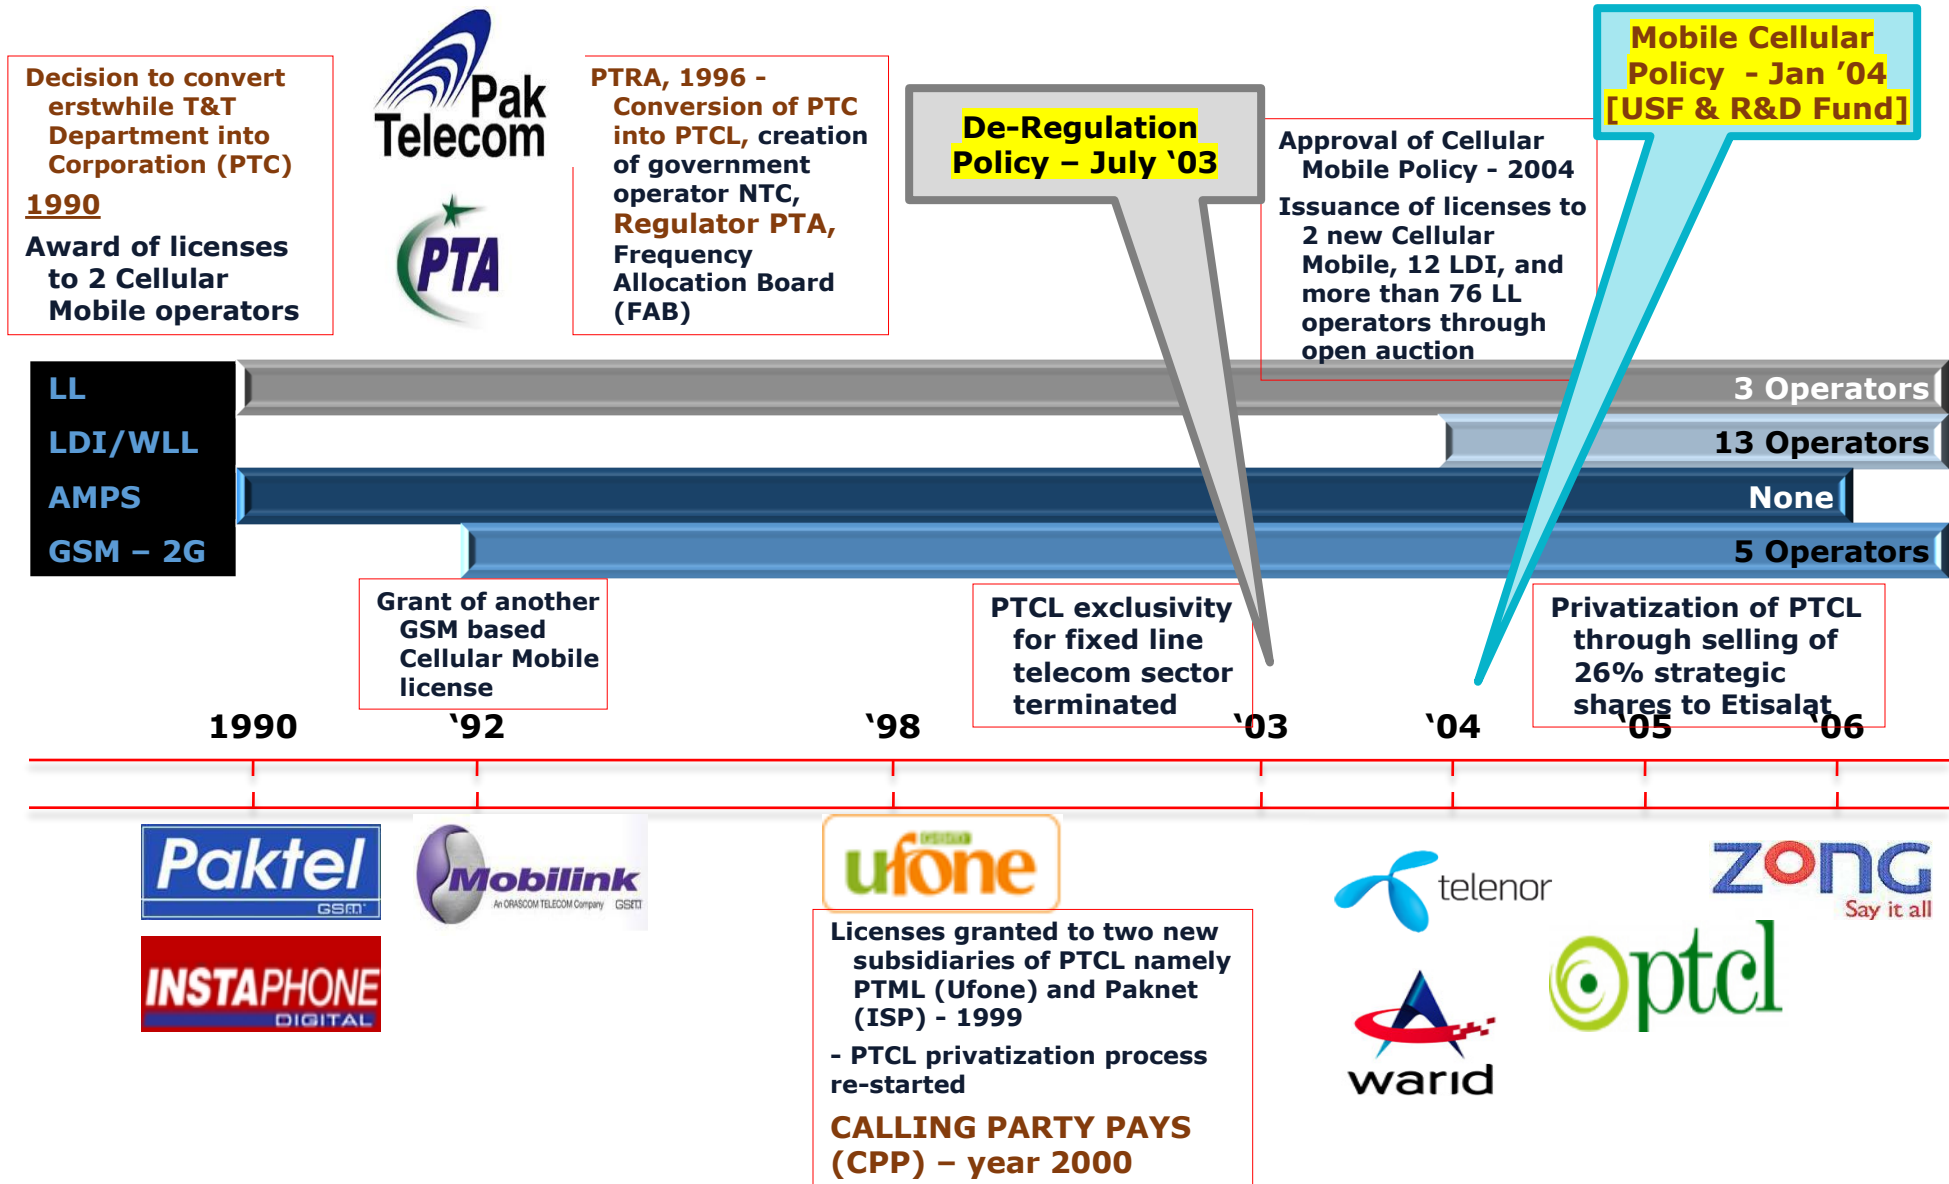 Decision to convert
erstwhile T&T
Department into
Corporation (PTC)
1990
Award of licenses
to 2 Cellular
Mobile operators
Pak
Telecom
PTA
PTRA, 1996 -
Conversion of PTC
into PTCL, creation
of government
operator NTC,
Regulator PTA,
Frequency
Allocation Board
(FAB)
De-Regulation
Policy – July ‘03
Approval of Cellular
Mobile Policy - 2004
Issuance of licenses to
2 new Cellular
Mobile, 12 LDI, and
more than 76 LL
operators through
open auction
Mobile Cellular
Policy - Jan ’04
[USF & R&D Fund]
LL
3 Operators
LDI/WLL
13 Operators
AMPS
None
GSM – 2G
5 Operators
Grant of another
GSM based
Cellular Mobile
license
PTCL exclusivity
for fixed line
telecom sector
terminated
Privatization of PTCL
through selling of
26% strategic
shares to Etisalat
1990 ‘92 ‘98 ‘03 ‘04 ‘05 ‘06
Paktel
GSM
INSTAPHONE
DIGITAL
Mobilink
An ORASCOM TELECOM Company GSM
ufone
Licenses granted to two new
subsidiaries of PTCL namely
PTML (Ufone) and Paknet
(ISP) - 1999
- PTCL privatization process
re-started
CALLING PARTY PAYS
(CPP) – year 2000
telenor
warid
ZONG
Say it all
ptcl